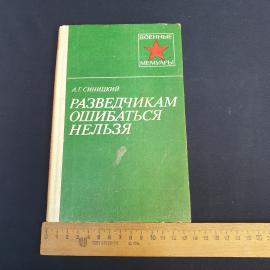 ВОЕННЫЕ
МЕМУАРЫ
А.Г. СИНИЦКИЙ
РАЗВЕДЧИКАМ
ОШИБАТЬСЯ
НЕЛЬЗЯ